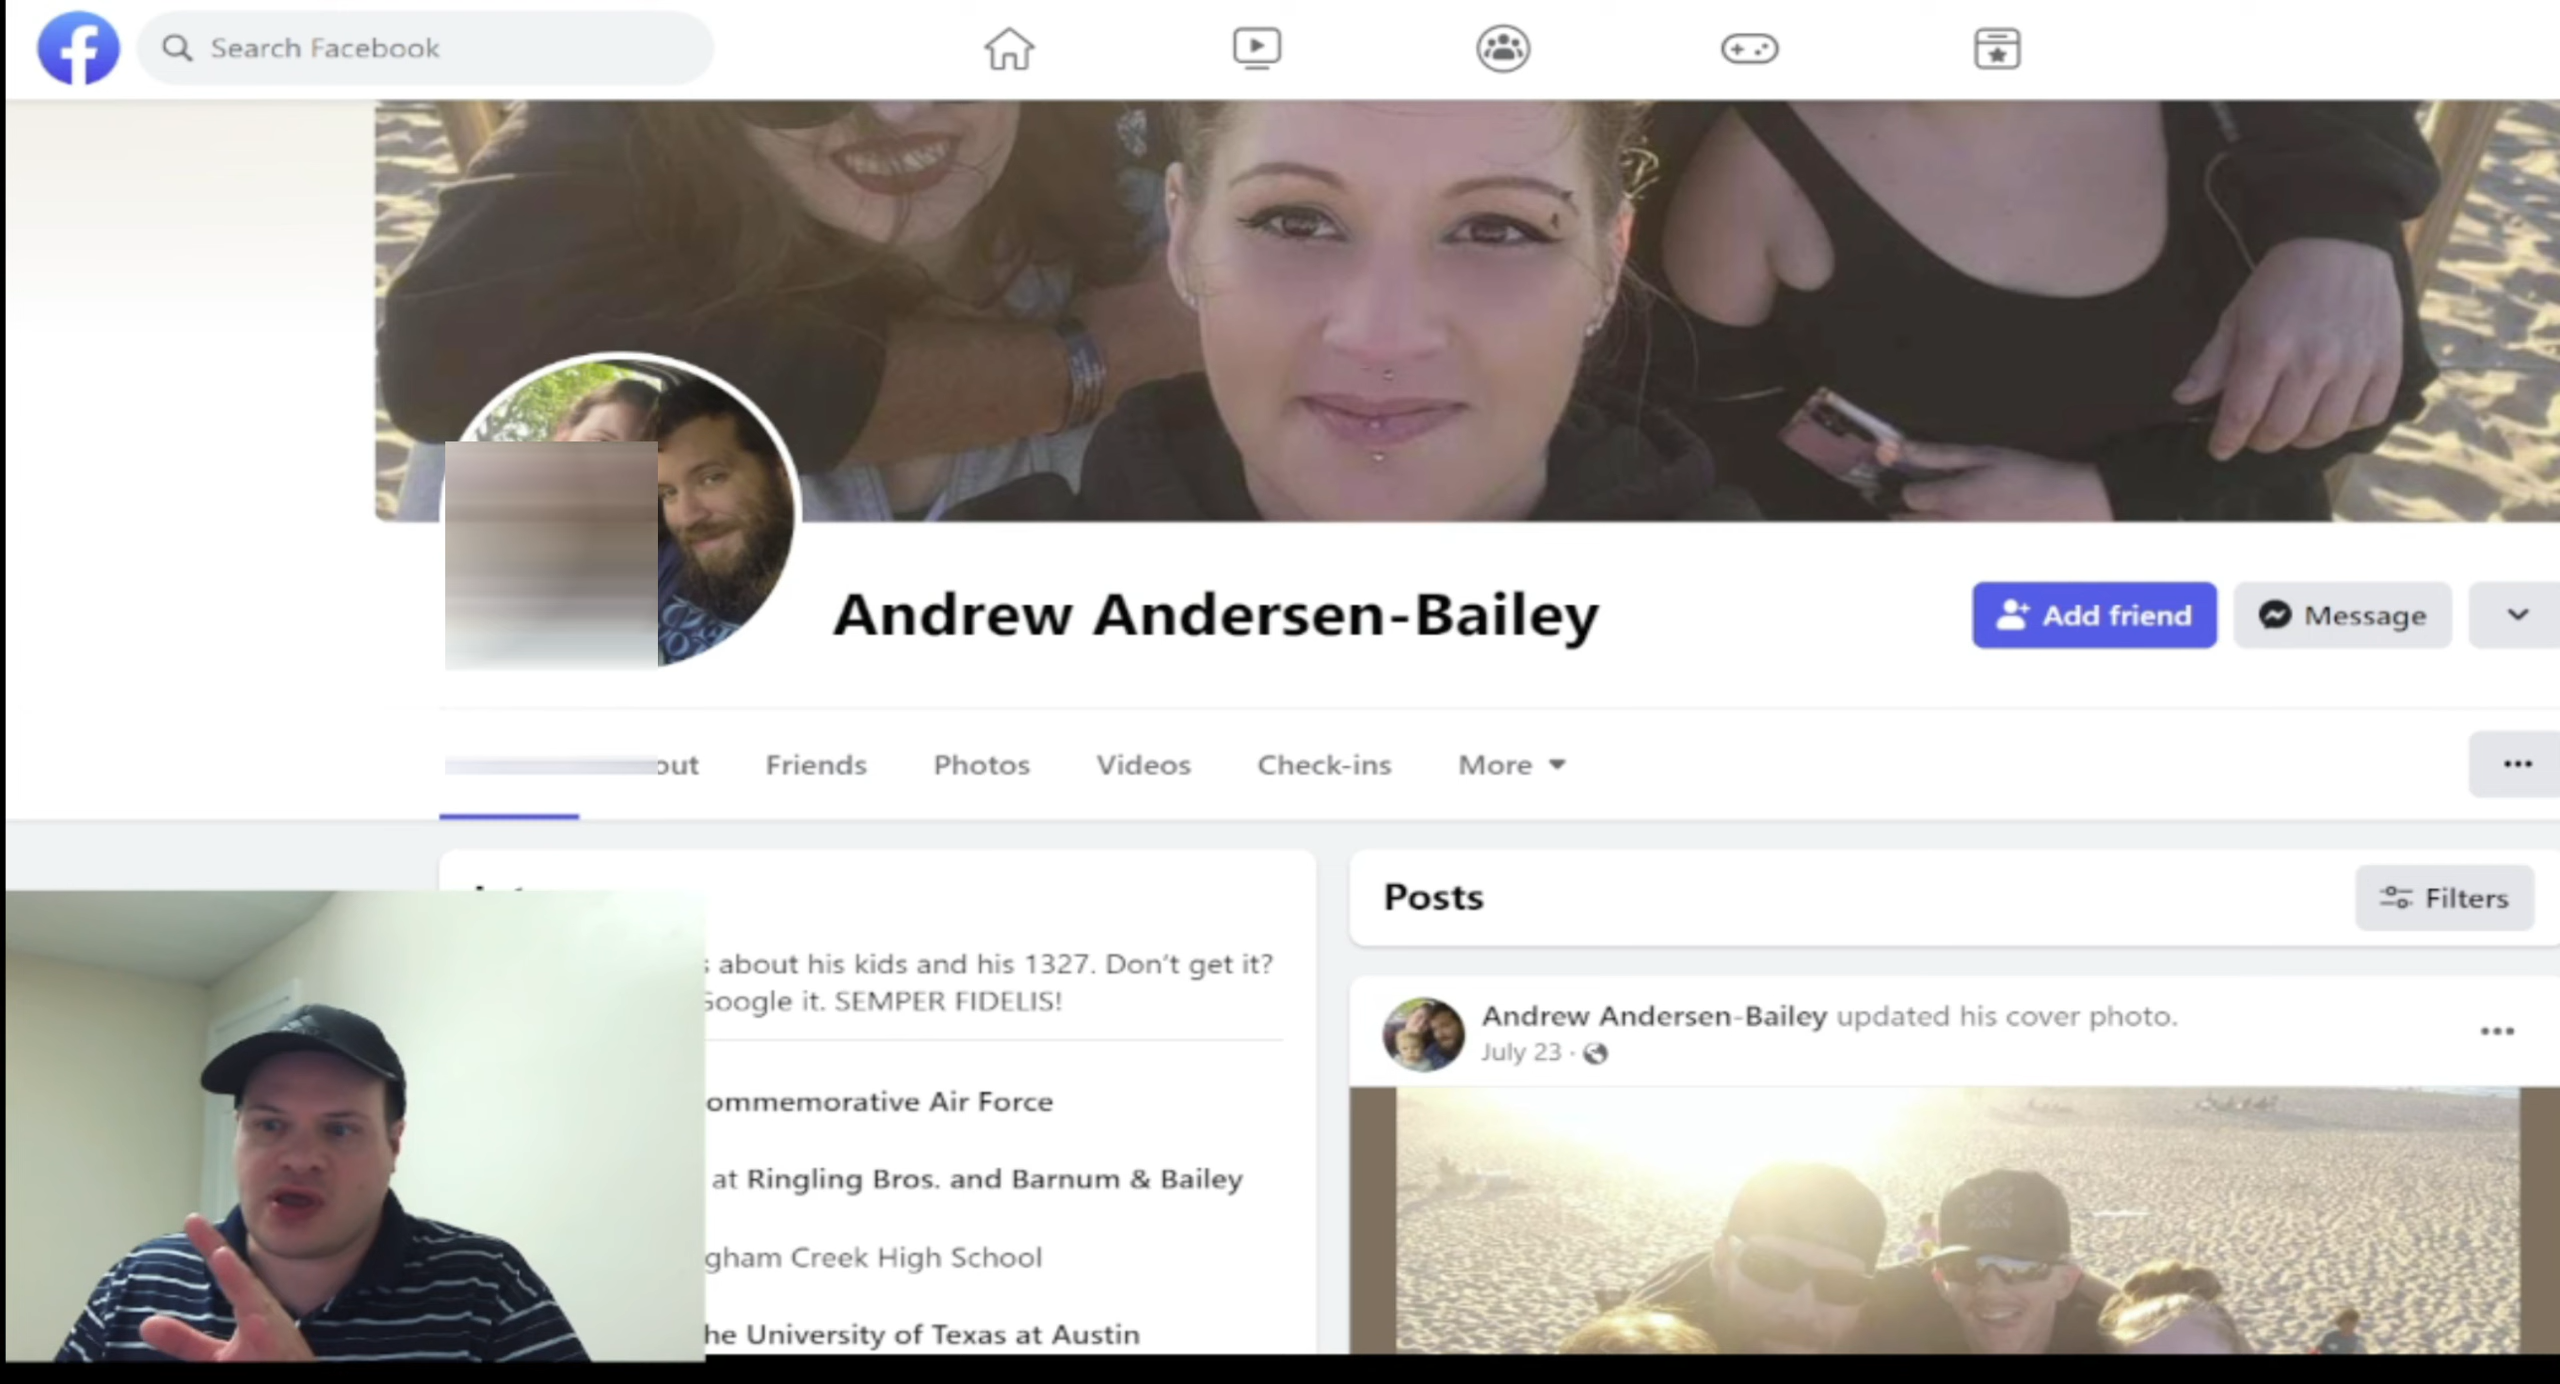 Search Facebook
Andrew Andersen-Bailey
Add friend
Message
out Friends Photos Videos Check-ins More
s about his kids and his 1327. Don't get it?
Google it. SEMPER FIDELIS!
ommemorative Air Force
at Ringling Bros. and Barnum & Bailey
gham Creek High School
he University of Texas at Austin
Posts
Filters
Andrew Andersen-Bailey updated his cover photo.
July 23 ·